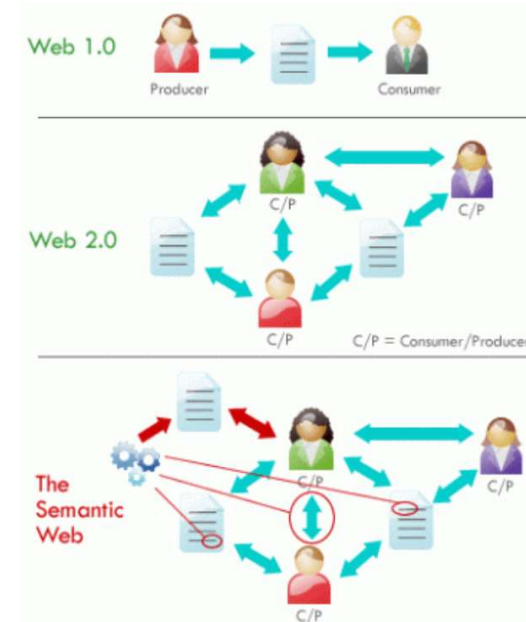 Web 1.0
Producer
Consumer
C/P
C/P
Web 2.0
C/P
C/P = Consumer/Producer
C/P
C/P
The
Semantic
Web
C/P